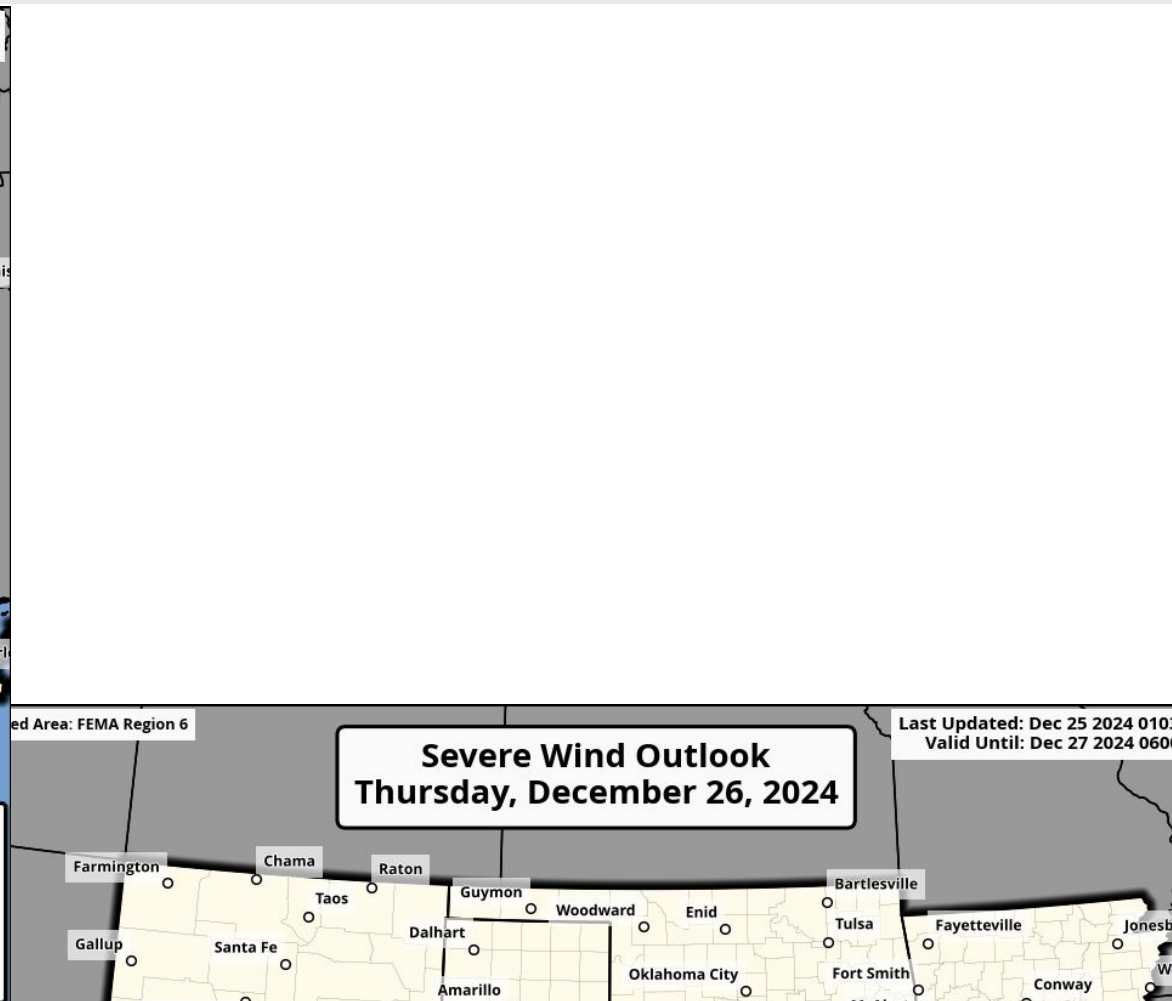 ed Area: FEMA Region 6
Severe Wind Outlook
Thursday, December 26, 2024
Last Updated: Dec 25 2024 010
Valid Until: Dec 27 2024 060
Farmington
Chama
Raton
Taos
Guymon
Woodward
Enid
Bartlesville
Tulsa
Fayetteville
Jonesb
Gallup
Santa Fe
Dalhart
Amarillo
Oklahoma City
Fort Smith
Conway